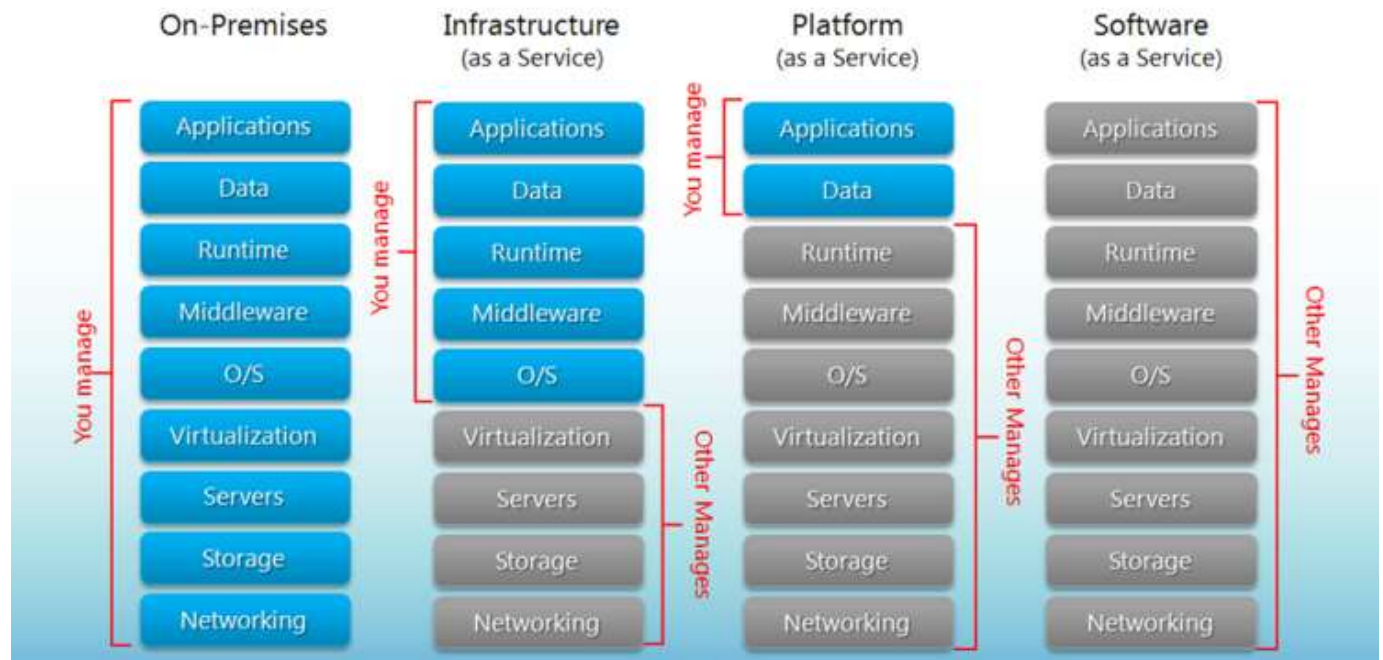 On-Premises
Infrastructure
(as a Service)
Platform
(as a Service)
Software
(as a Service)
You manage
Applications
Data
Runtime
Middleware
O/S
Virtualization
Servers
Storage
Networking
You manage
Applications
Data
Runtime
Middleware
O/S
Virtualization
Servers
Storage
Networking
Other Manages
You manage
Applications
Data
Runtime
Middleware
O/S
Virtualization
Servers
Storage
Networking
Other Manages
Applications
Data
Runtime
Middleware
O/S
Virtualization
Servers
Storage
Networking
Other Manages